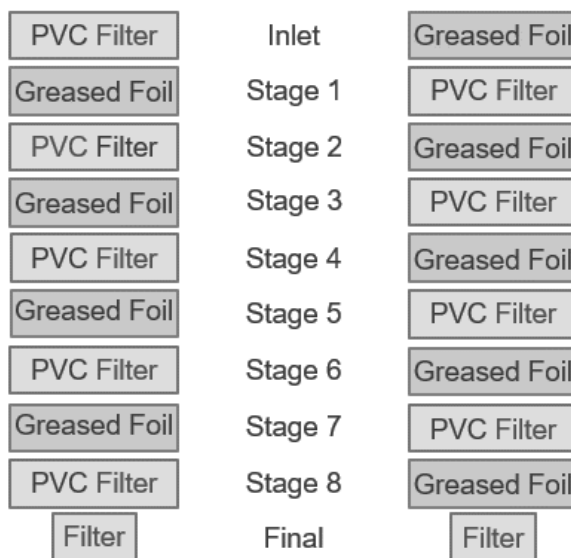 PVC Filter Inlet Greased Foil
Greased Foil Stage 1 PVC Filter
PVC Filter Stage 2 Greased Foil
Greased Foil Stage 3 PVC Filter
PVC Filter Stage 4 Greased Foil
Greased Foil Stage 5 PVC Filter
PVC Filter Stage 6 Greased Foil
Greased Foil Stage 7 PVC Filter
PVC Filter Stage 8 Greased Foil
Filter Final Filter